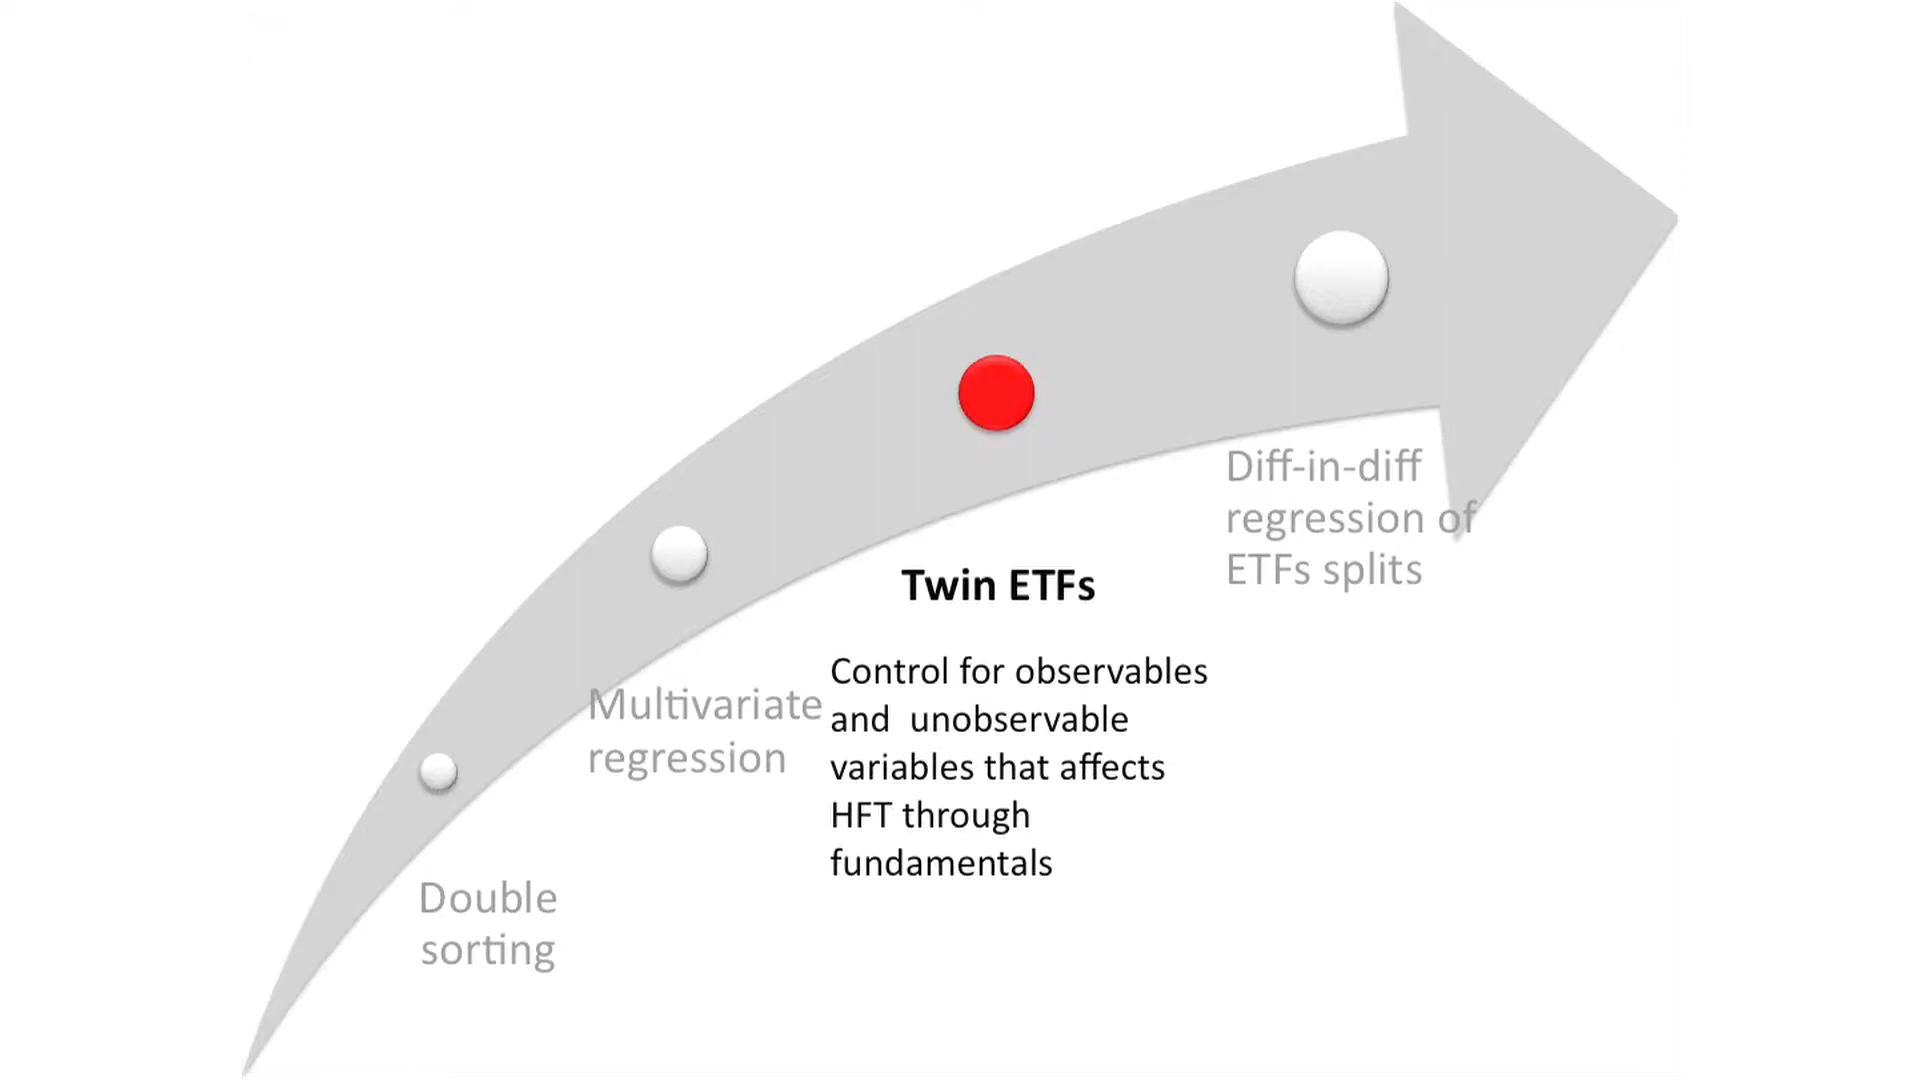 Double
sorting
Multivariate
regression
Twin ETFs
Control for observables
and  unobservable
variables that affects
HFT through
fundamentals
Diff-in-diff
regression of
ETFs splits